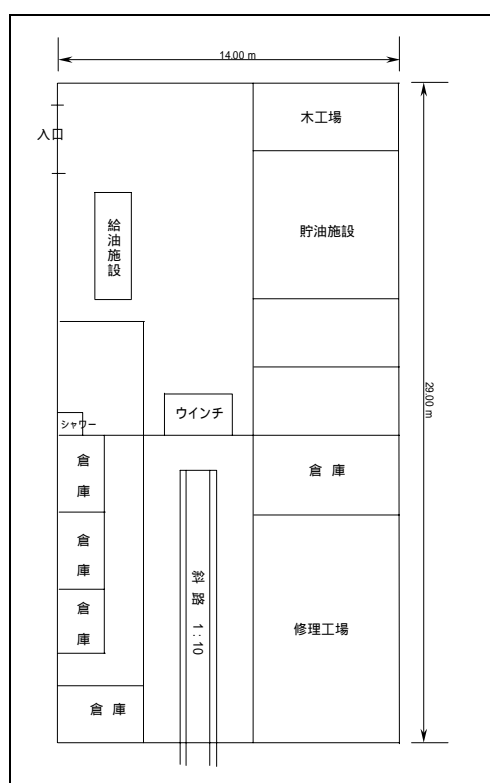 14.00 m
木工場
入口
給油施設
貯油施設
29.00 m
ウインチ
シャワー
倉庫
倉 庫
倉庫
倉庫
斜路 1:10
修理工場
倉 庫